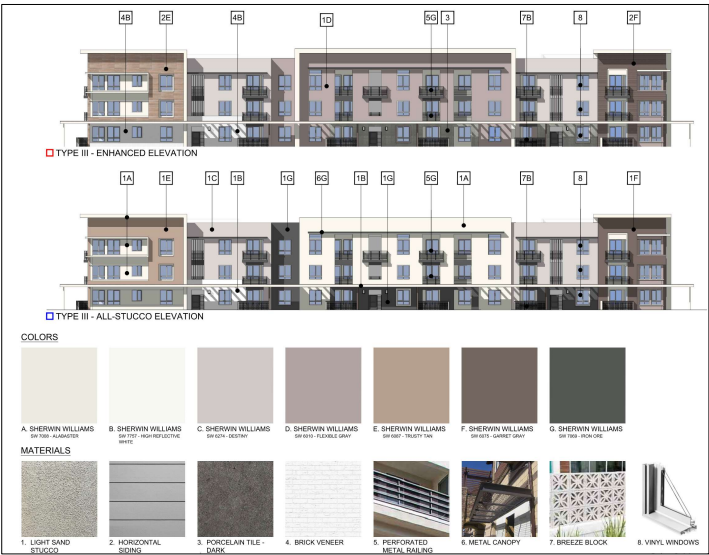 4B 2E 4B 1D 5G 3 7B 8 2F
TYPE III - ENHANCED ELEVATION
1A 1E 1C 1B 1G 6G 1B 1G 5G 1A 7B 8 1F
TYPE III - ALL-STUCCO ELEVATION
COLORS
A. SHERWIN WILLIAMS
SW 7008 - ALABASTER
B. SHERWIN WILLIAMS
SW 7757 - HIGH REFLECTIVE
WHITE
C. SHERWIN WILLIAMS
SW 6274 - DESTINY
D. SHERWIN WILLIAMS
SW 6010 - FLEXIBLE GRAY
E. SHERWIN WILLIAMS
SW 6087 - TRUSTY TAN
F. SHERWIN WILLIAMS
SW 6075 - GARRET GRAY
G. SHERWIN WILLIAMS
SW 7069 - IRON ORE
MATERIALS
1. LIGHT SAND
STUCCO
2. HORIZONTAL
SIDING
3. PORCELAIN TILE -
DARK
4. BRICK VENEER
5. PERFORATED
METAL RAILING
6. METAL CANOPY
7. BREEZE BLOCK
8. VINYL WINDOWS